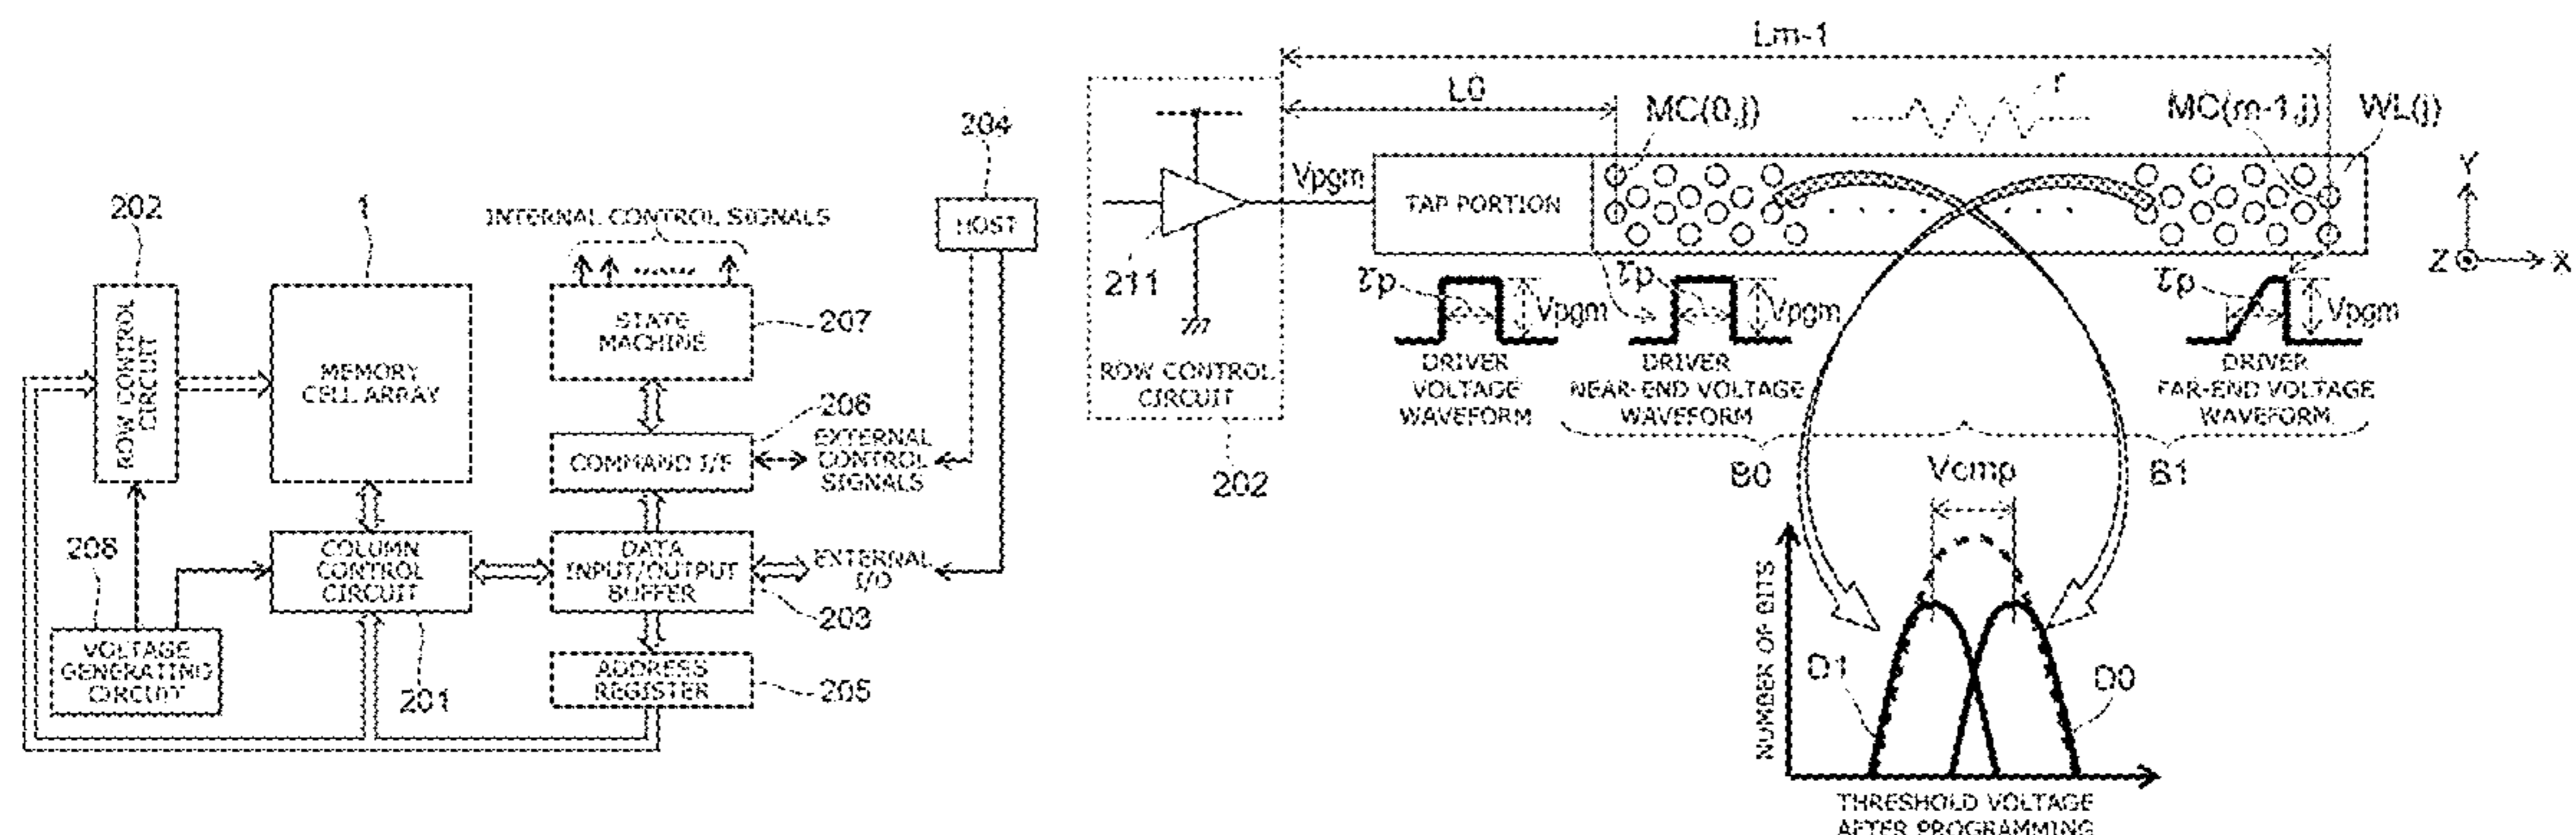 202
ROW CONTROL
CIRCUIT
1
MEMORY
CELL ARRAY
INTERNAL CONTROL SIGNALS
STATE
MACHINE
207
204
HOST
206
COMMAND I/F
EXTERNAL
CONTROL
SIGNALS
208
VOLTAGE
GENERATING
CIRCUIT
COLUMN
CONTROL
CIRCUIT
201
DATA
INPUT/OUTPUT
BUFFER
203
EXTERNAL
I/O
ADDRESS
REGISTER
205
Lm-1
L0
r
MC(0,j)
MC(m-1,j)
WL(j)
Vpgm
TAP PORTION
211
ROW CONTROL
CIRCUIT
202
Y
Z
X
τp
Vpgm
DRIVER
VOLTAGE
WAVEFORM
τp
Vpgm
DRIVER
NEAR-END VOLTAGE
WAVEFORM
τp
Vpgm
DRIVER
FAR-END VOLTAGE
WAVEFORM
B0
Vcmp
B1
NUMBER OF BITS
D1
D0
THRESHOLD VOLTAGE
AFTER PROGRAMMING